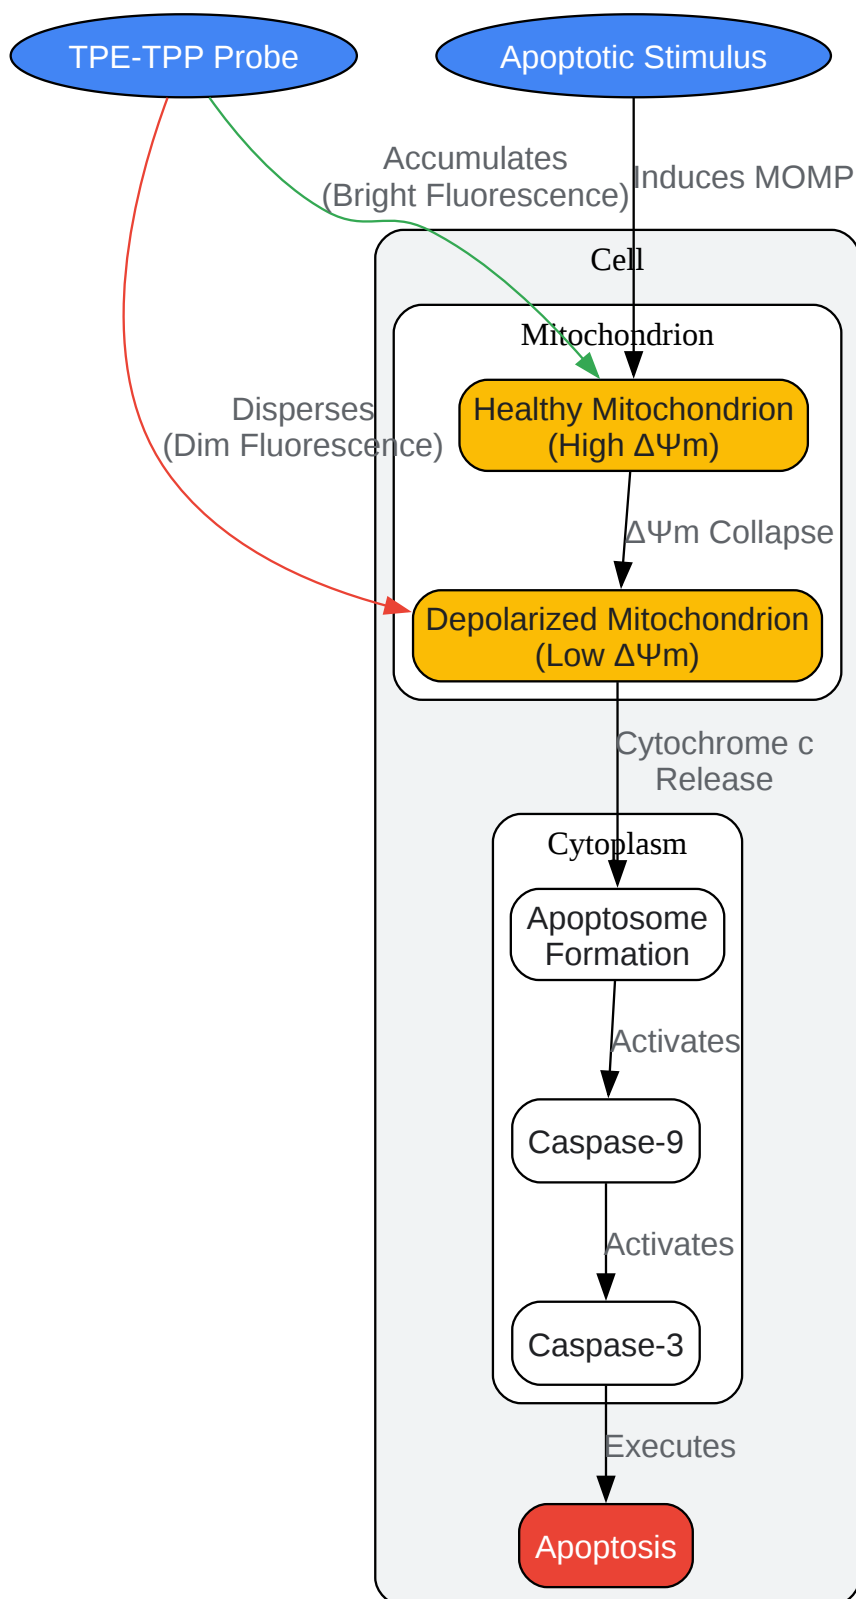 TPE-TPP Probe
Apoptotic Stimulus
Accumulates
(Bright Fluorescence)
Induces MOMP
Cell
Mitochondrion
Healthy Mitochondrion
(High ΔΨm)
Disperses
(Dim Fluorescence)
ΔΨm Collapse
Depolarized Mitochondrion
(Low ΔΨm)
Cytochrome c
Release
Cytoplasm
Apoptosome
Formation
Activates
Caspase-9
Activates
Caspase-3
Executes
Apoptosis